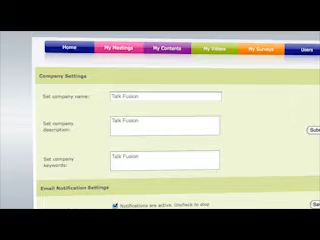 Home My Meetings My Contents My Videos My Surveys Users
Company Settings
Set company name: Talk Fusion
Set company description: Talk Fusion
Set company keywords: Talk Fusion
Email Notification Settings
Notifications are active. Uncheck to stop